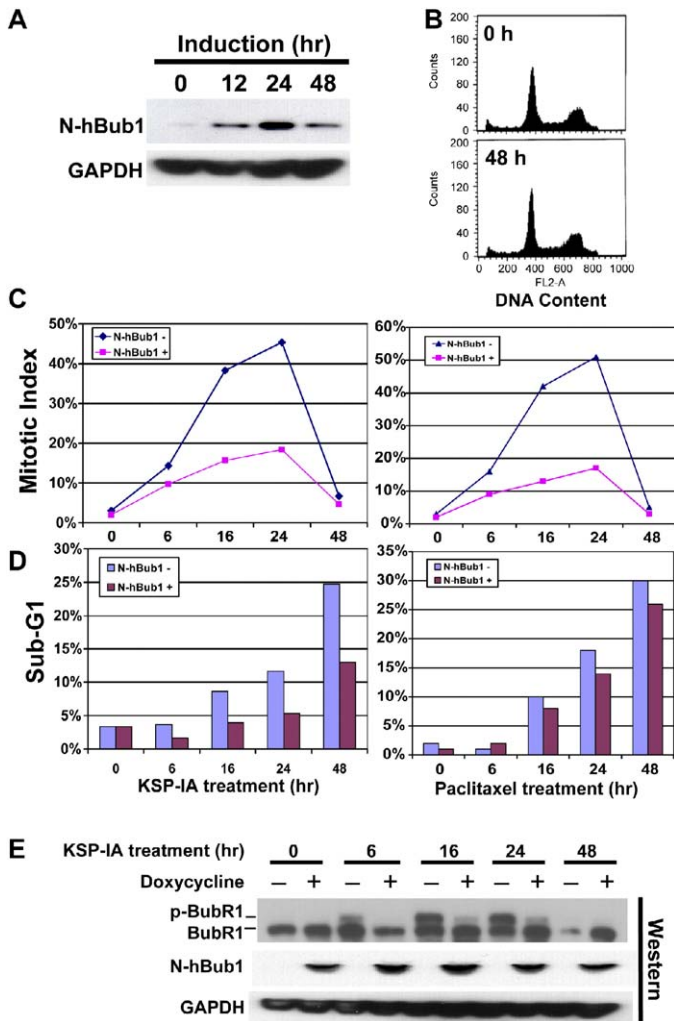 A
Induction (hr)
0 12 24 48
N-hBub1
GAPDH
B
200
160
120
80
40
0
Counts
0 h
200
160
120
80
40
0
Counts
48 h
0 200 400 600 800 1000
FL2-A
DNA Content
C
Mitotic Index
50%
40%
30%
20%
10%
0%
N-hBub1 -
N-hBub1 +
0 6 16 24 48
60%
50%
40%
30%
20%
10%
0%
N-hBub1 -
N-hBub1 +
0 6 16 24 48
D
Sub-G1
30%
25%
20%
15%
10%
5%
0%
N-hBub1 -
N-hBub1 +
0 6 16 24 48
KSP-IA treatment (hr)
35%
30%
25%
20%
15%
10%
5%
0%
N-hBub1 -
N-hBub1 +
0 6 16 24 48
Paclitaxel treatment (hr)
E
KSP-IA treatment (hr) 0 6 16 24 48
Doxycycline – + – + – + – + – +
p-BubR1
BubR1
N-hBub1
GAPDH
Western